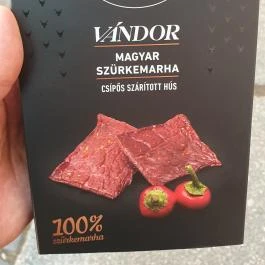 VÁNDOR
MAGYAR
SZÜRKEMARHA
CSÍPŐS SZÁRÍTOTT HÚS
100%
szürkemarha